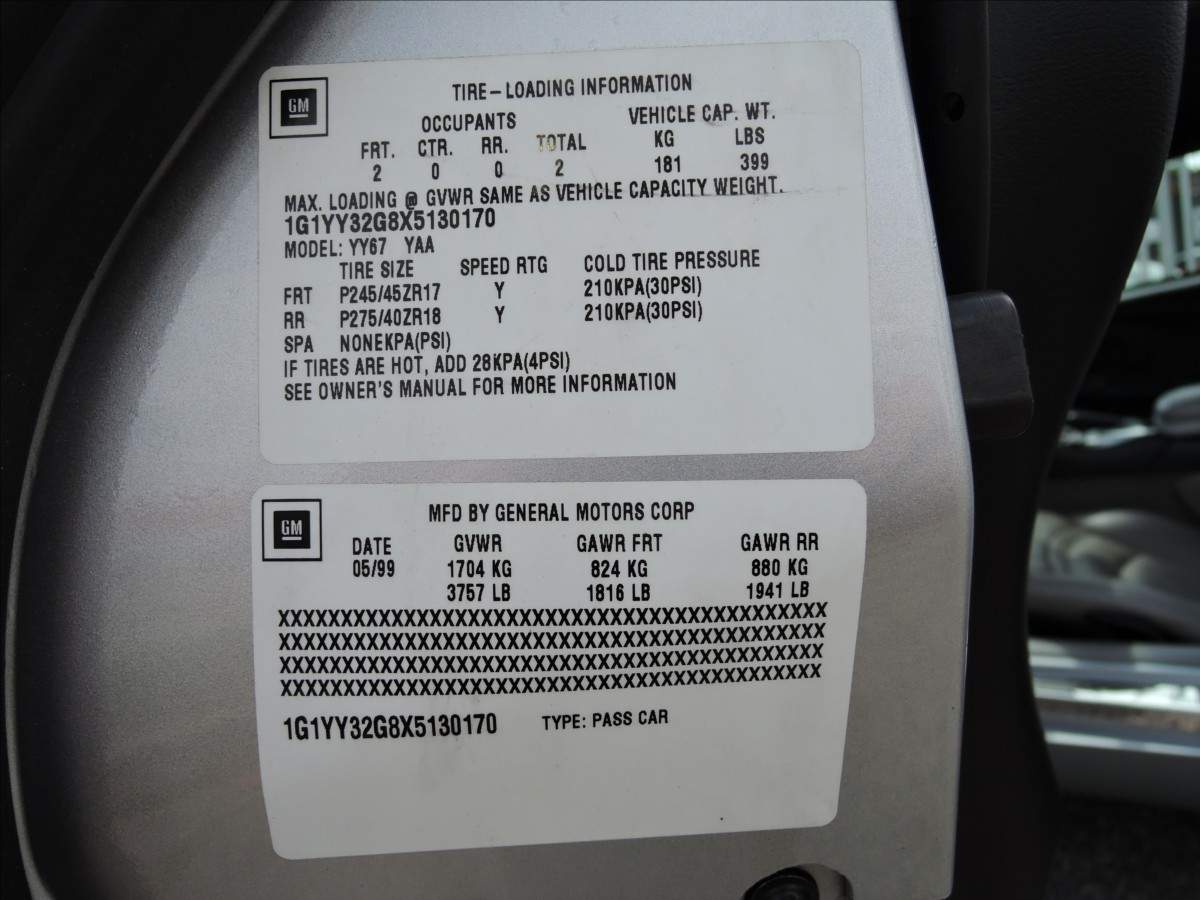 GM
TIRE-LOADING INFORMATION
OCCUPANTS VEHICLE CAP. WT.
FRT. CTR. RR. TOTAL KG LBS
2 0 0 2 181 399
MAX. LOADING @ GVWR SAME AS VEHICLE CAPACITY WEIGHT.
1G1YY32G8X5130170
MODEL: YY67 YAA
TIRE SIZE SPEED RTG COLD TIRE PRESSURE
FRT P245/45ZR17 Y 210KPA(30PSI)
RR P275/40ZR18 Y 210KPA(30PSI)
SPA NONEKPA(PSI)
IF TIRES ARE HOT, ADD 28KPA(4PSI)
SEE OWNER'S MANUAL FOR MORE INFORMATION
GM
MFD BY GENERAL MOTORS CORP
DATE GVWR GAWR FRT GAWR RR
05/99 1704 KG 824 KG 880 KG
3757 LB 1816 LB 1941 LB
XXXXXXXXXXXXXXXXXXXXXXXXXXXXXXXXXXXXXXXXXXXX
XXXXXXXXXXXXXXXXXXXXXXXXXXXXXXXXXXXXXXXXXXXX
XXXXXXXXXXXXXXXXXXXXXXXXXXXXXXXXXXXXXXXXXXXX
XXXXXXXXXXXXXXXXXXXXXXXXXXXXXXXXXXXXXXXXXXXX
1G1YY32G8X5130170 TYPE: PASS CAR